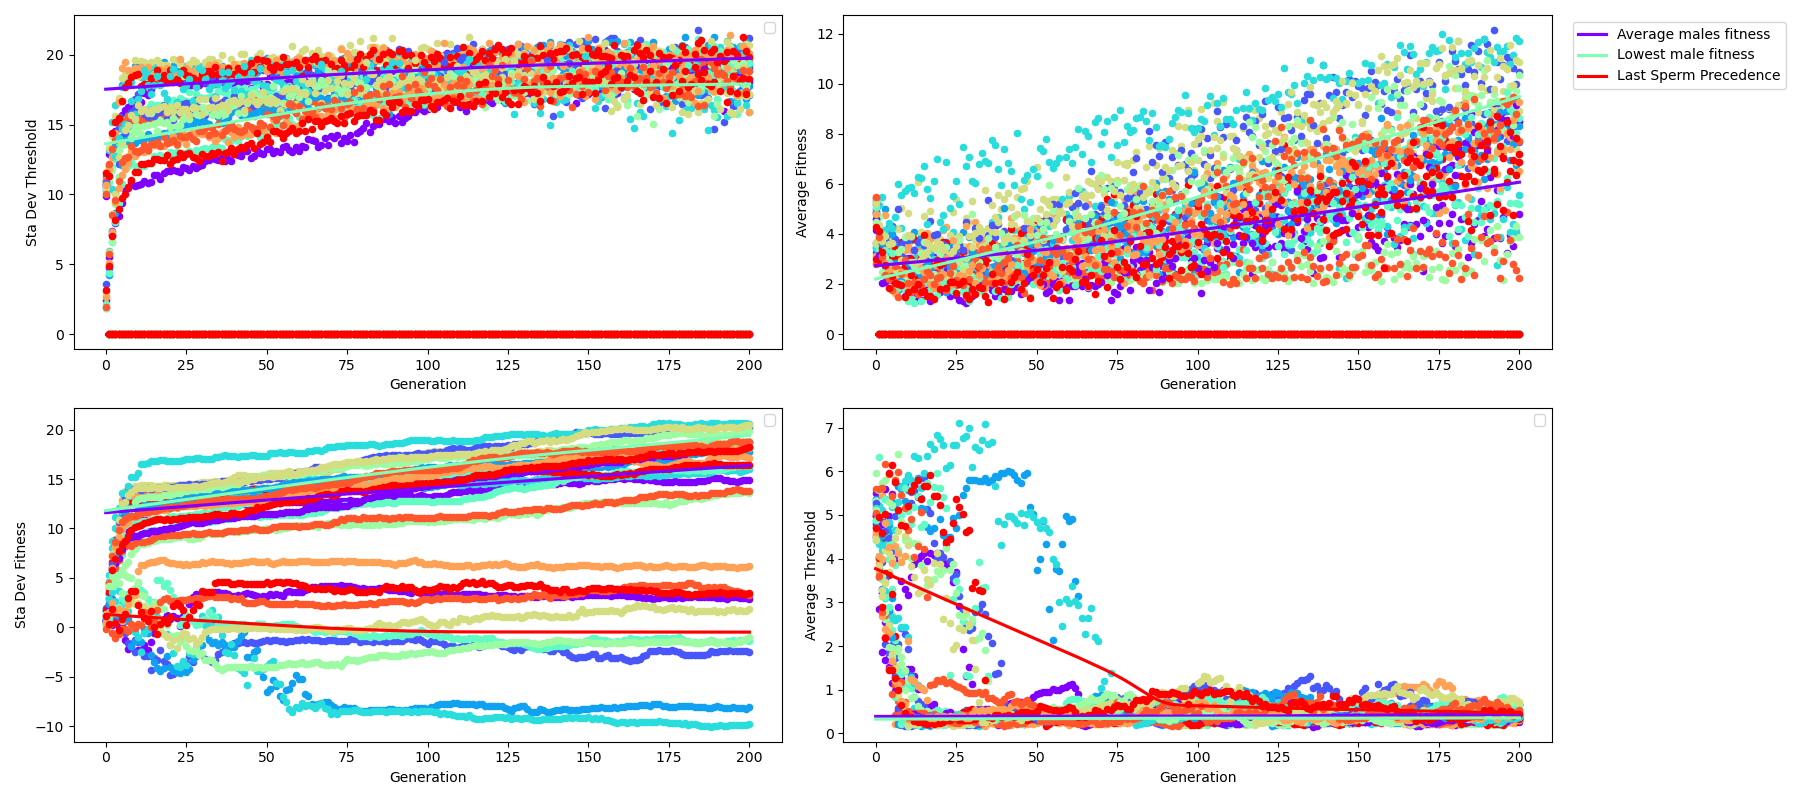 Sta Dev Threshold
20
15
10
5
0
0 25 50 75 100 125 150 175 200
Generation
Average Fitness
12
10
8
6
4
2
0
0 25 50 75 100 125 150 175 200
Generation
Average males fitness
Lowest male fitness
Last Sperm Precedence
Sta Dev Fitness
20
15
10
5
0
−5
−10
0 25 50 75 100 125 150 175 200
Generation
Average Threshold
7
6
5
4
3
2
1
0
0 25 50 75 100 125 150 175 200
Generation